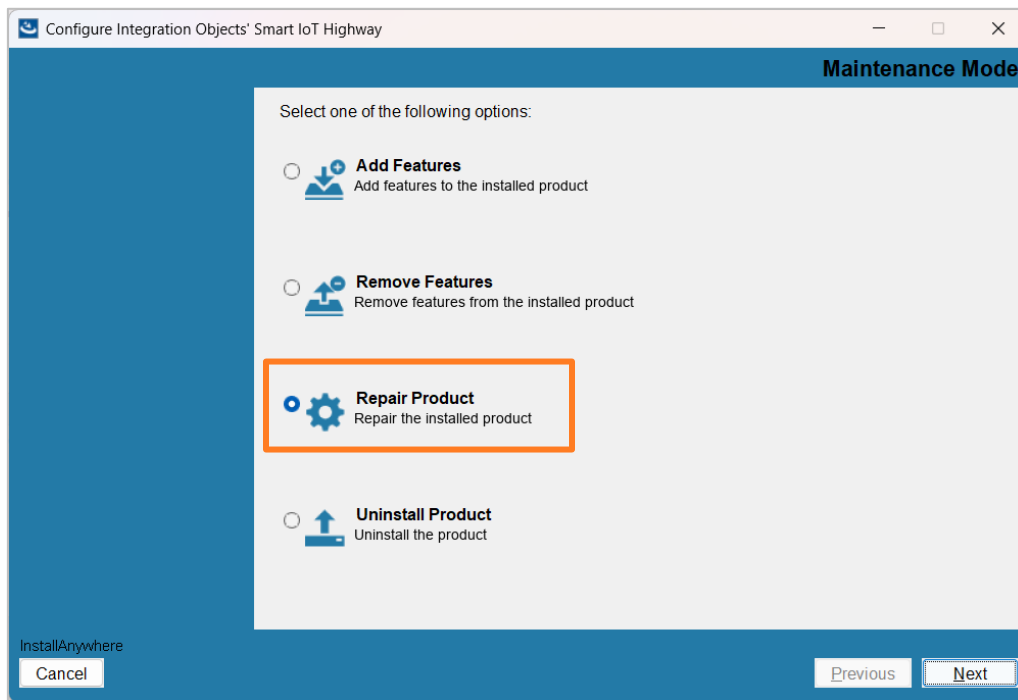 Configure Integration Objects' Smart IoT Highway
Maintenance Mode
Select one of the following options:
Add Features
Add features to the installed product
Remove Features
Remove features from the installed product
Repair Product
Repair the installed product
Uninstall Product
Uninstall the product
InstallAnywhere
Cancel
Previous
Next